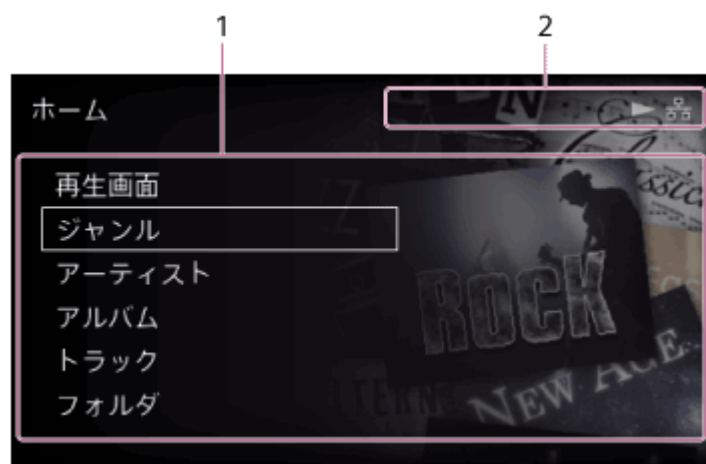 1
2
ホーム
再生画面
ジャンル
アーティスト
アルバム
トラック
フォルダ
N
Classic
ROCK
NEW AGE